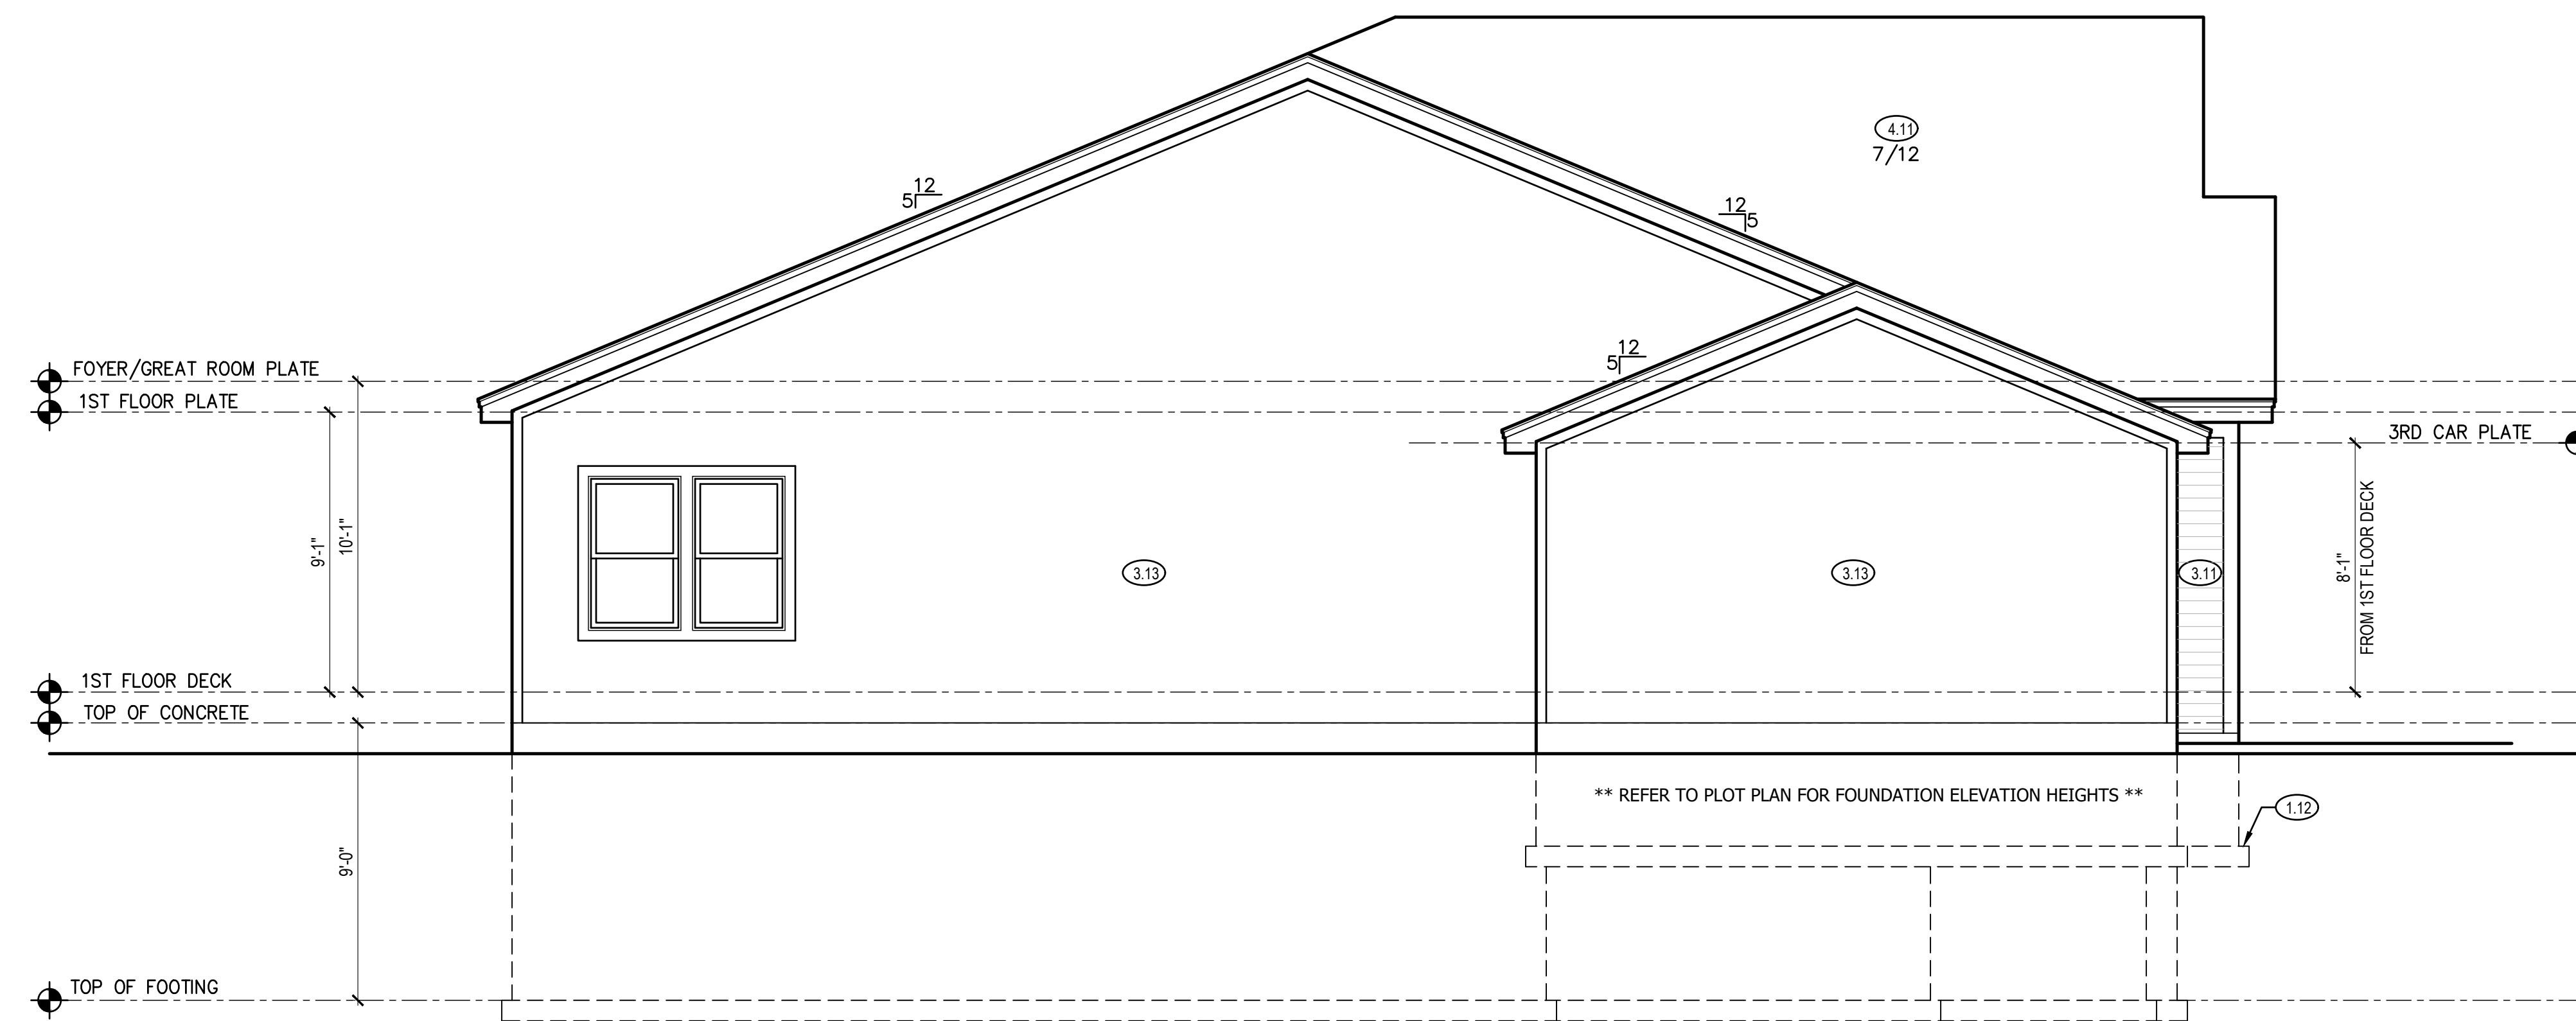 4.11
7/12
12
5
12
5
12
5
FOYER/GREAT ROOM PLATE
1ST FLOOR PLATE
3RD CAR PLATE
9'-1"
10'-1"
3.13
3.13
3.11
8'-1"
FROM 1ST FLOOR DECK
1ST FLOOR DECK
TOP OF CONCRETE
** REFER TO PLOT PLAN FOR FOUNDATION ELEVATION HEIGHTS **
1.12
9'-0"
TOP OF FOOTING